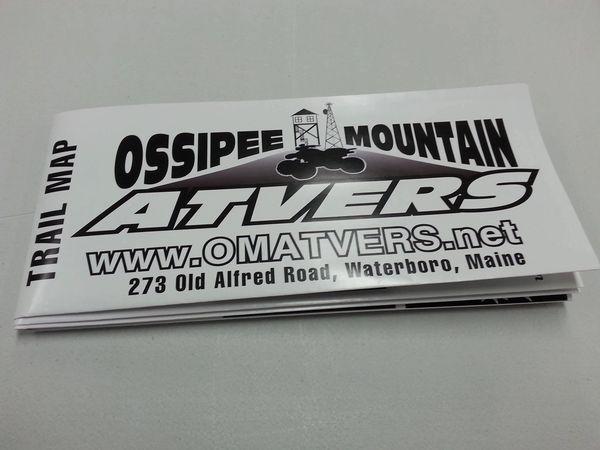 TRAIL MAP
OSSIPEE MOUNTAIN
ATVERS
www.OMATVERS.net
273 Old Alfred Road, Waterboro, Maine